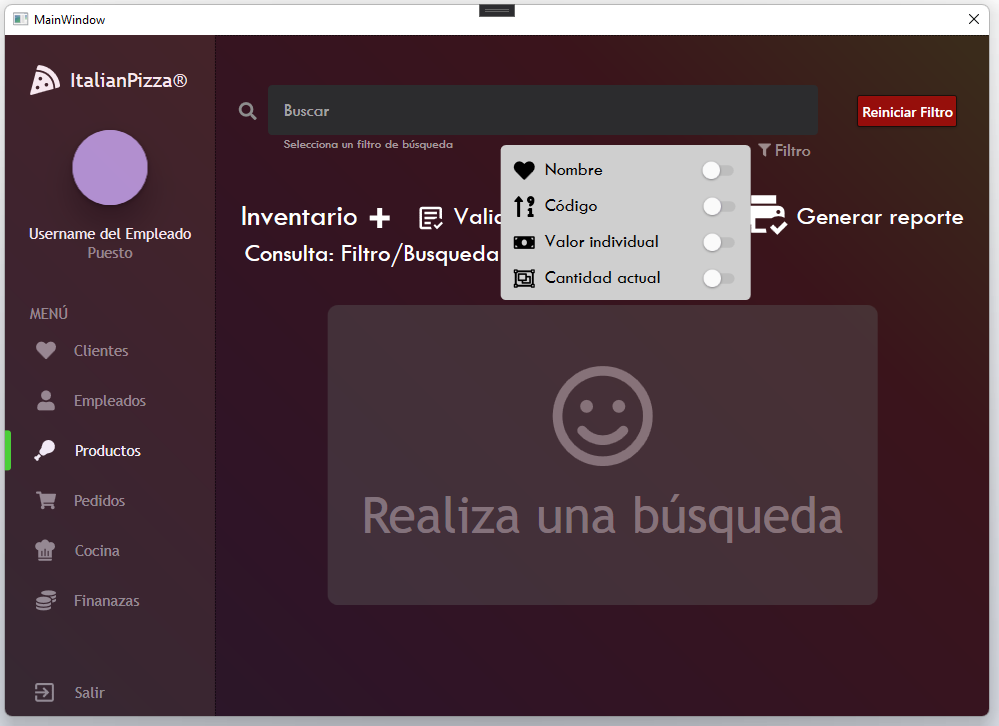 MainWindow
ItalianPizza®
Username del Empleado
Puesto
MENÚ
Clientes
Empleados
Productos
Pedidos
Cocina
Finanazas
Salir
Buscar
Reiniciar Filtro
Selecciona un filtro de búsqueda
Filtro
Nombre
Código
Valor individual
Cantidad actual
Inventario
Generar reporte
Consulta: Filtro/Busqueda
Realiza una búsqueda